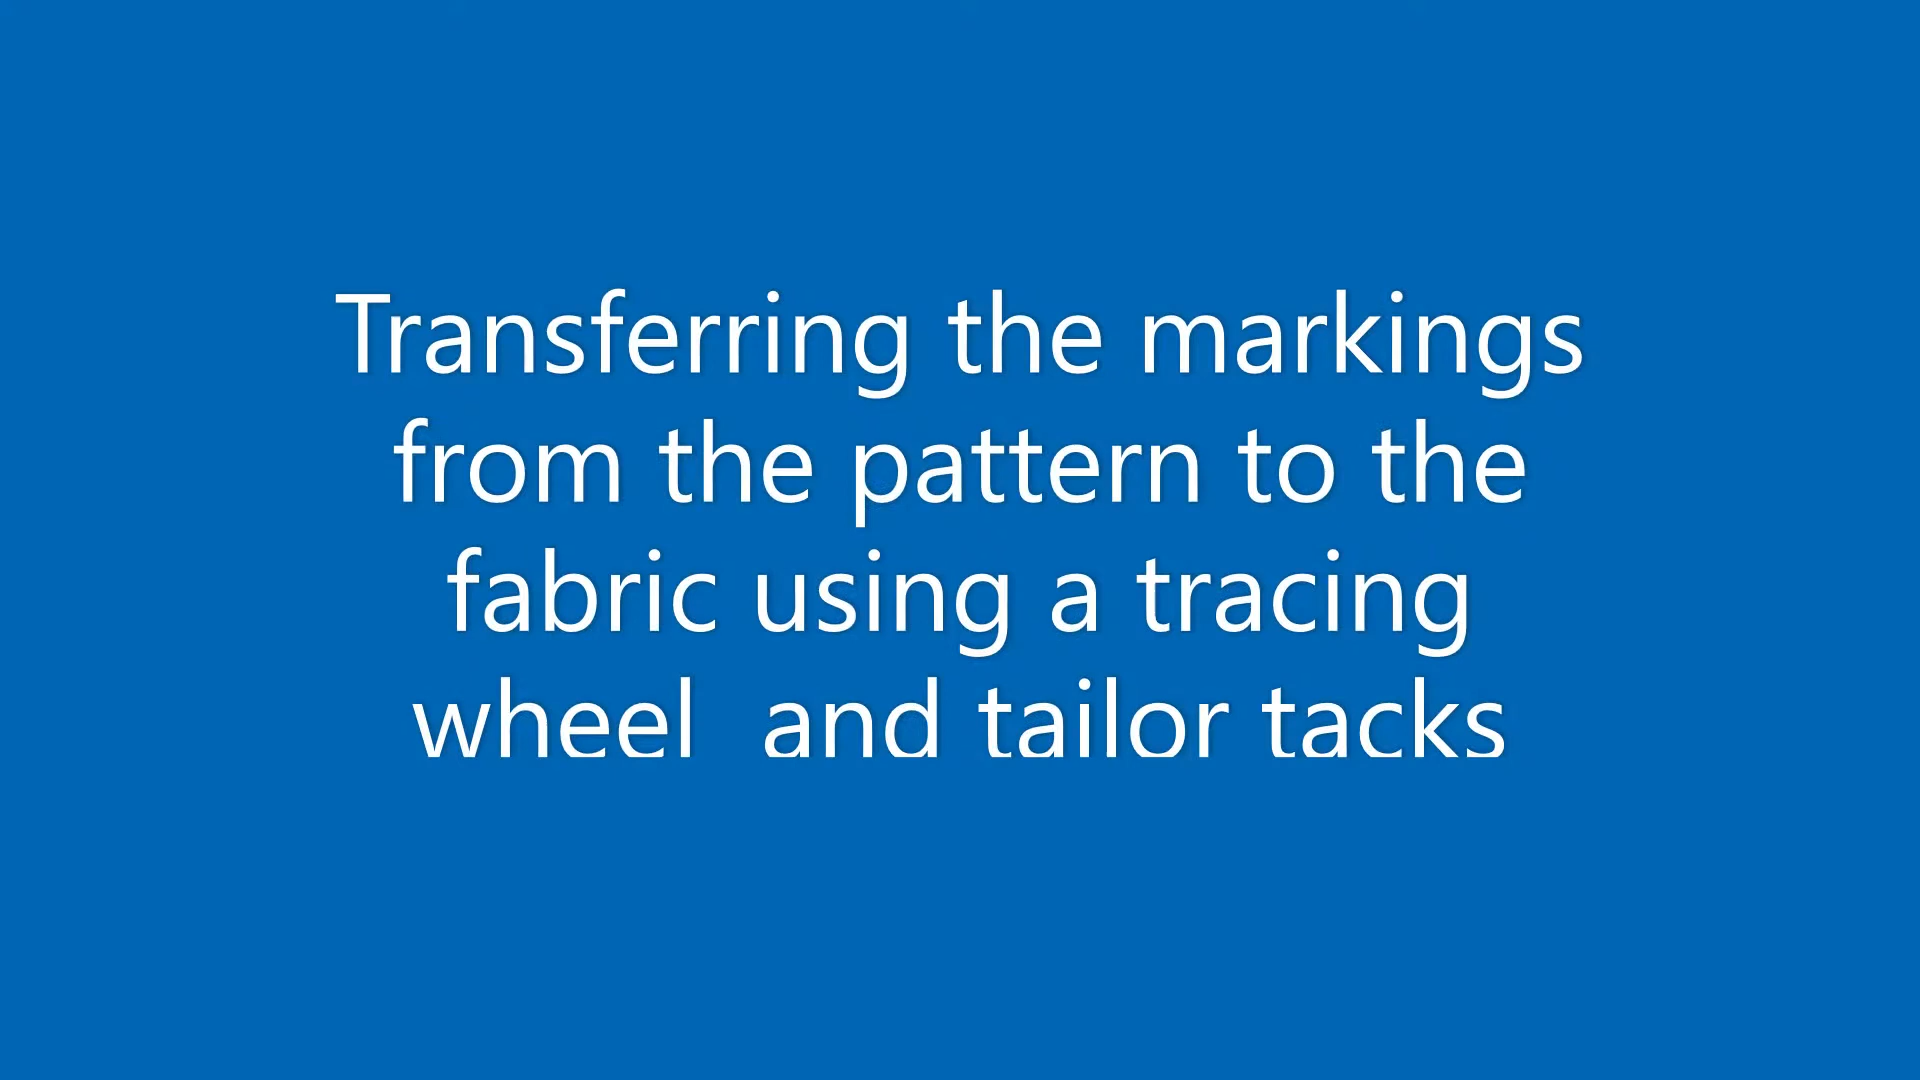 Transferring the markings
from the pattern to the
fabric using a tracing
wheel  and tailor tacks